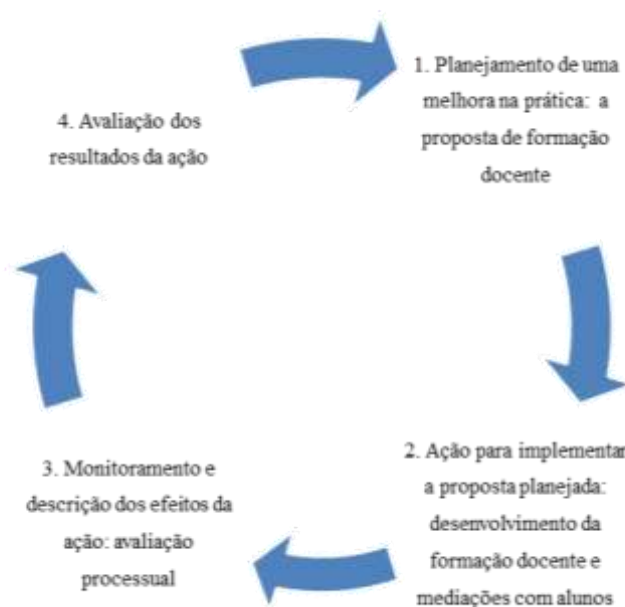 1. Planejamento de uma
melhora na prática: a
proposta de formação
docente
2. Ação para implementar
a proposta planejada:
desenvolvimento da
formação docente e
mediações com alunos
3. Monitoramento e
descrição dos efeitos da
ação: avaliação
processual
4. Avaliação dos
resultados da ação